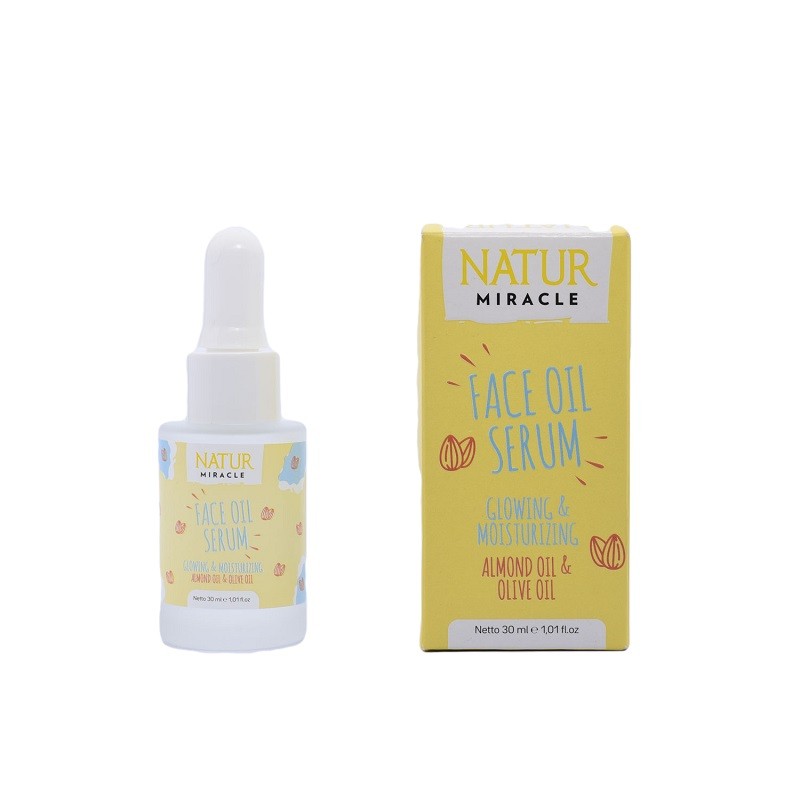 NATUR
MIRACLE
FACE OIL
SERUM
GLOWING & MOISTURIZING
ALMOND OIL & OLIVE OIL
Netto 30 ml ℮ 1,01 fl.oz
NATUR
MIRACLE
FACE OIL
SERUM
GLOWING &
MOISTURIZING
ALMOND OIL &
OLIVE OIL
Netto 30 ml ℮ 1,01 fl.oz